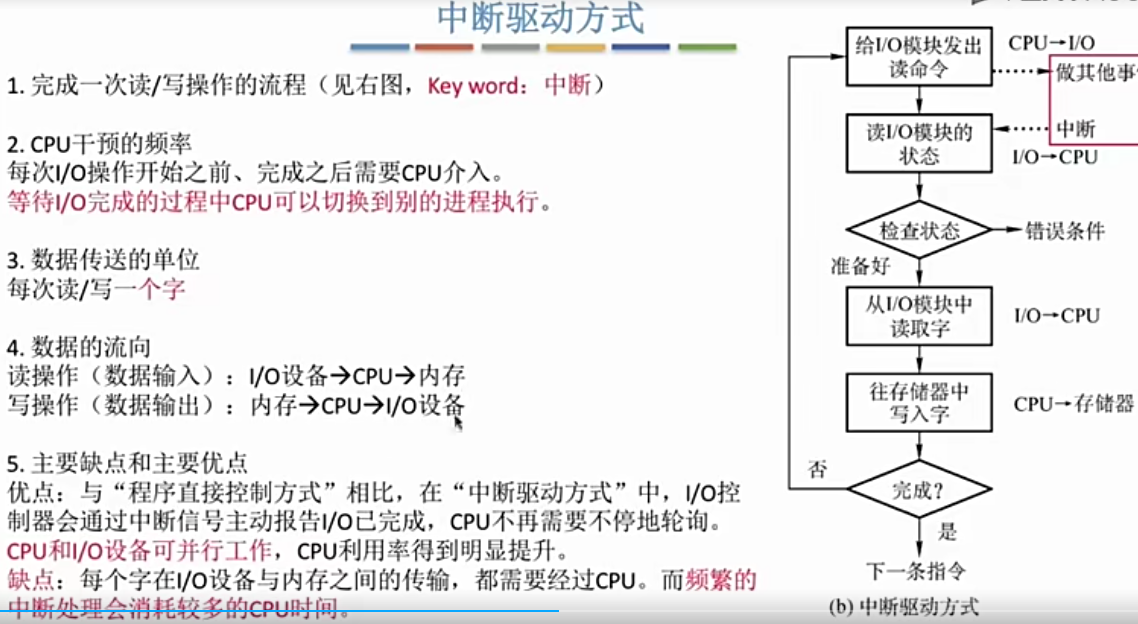 中断驱动方式
1. 完成一次读/写操作的流程（见右图，Key word：中断）
2. CPU干预的频率
每次I/O操作开始之前、完成之后需要CPU介入。
等待I/O完成的过程中CPU可以切换到别的进程执行。
3. 数据传送的单位
每次读/写一个字
4. 数据的流向
读操作（数据输入）：I/O设备→CPU→内存
写操作（数据输出）：内存→CPU→I/O设备
5. 主要缺点和主要优点
优点：与“程序直接控制方式”相比，在“中断驱动方式”中，I/O控
制器会通过中断信号主动报告I/O已完成，CPU不再需要不停地轮询。
CPU和I/O设备可并行工作，CPU利用率得到明显提升。
缺点：每个字在I/O设备与内存之间的传输，都需要经过CPU。而频繁的
中断处理会消耗较多的CPU时间。
给I/O模块发出
读命令
CPU→I/O
做其他事
读I/O模块的
状态
中断
I/O→CPU
检查状态
错误条件
准备好
从I/O模块中
读取字
I/O→CPU
往存储器中
写入字
CPU→存储器
否
完成?
是
下一条指令
(b) 中断驱动方式